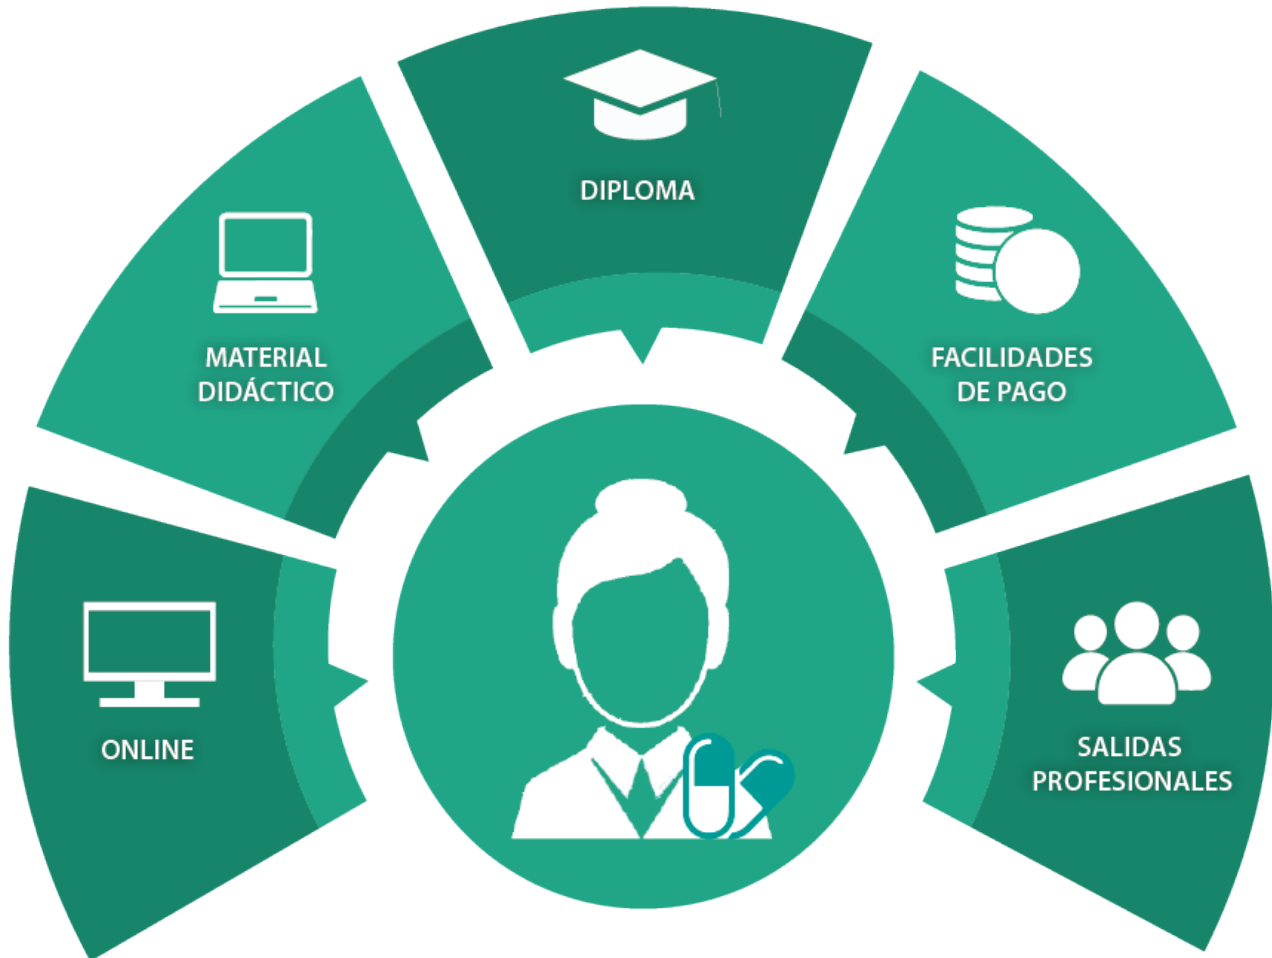 ONLINE
MATERIAL
DIDÁCTICO
DIPLOMA
FACILIDADES
DE PAGO
SALIDAS
PROFESIONALES